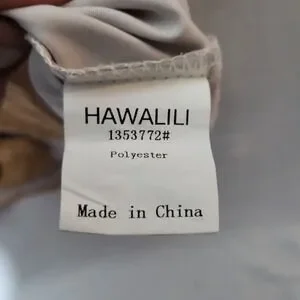 HAWALILI
1353772#
Polyester
Made in China